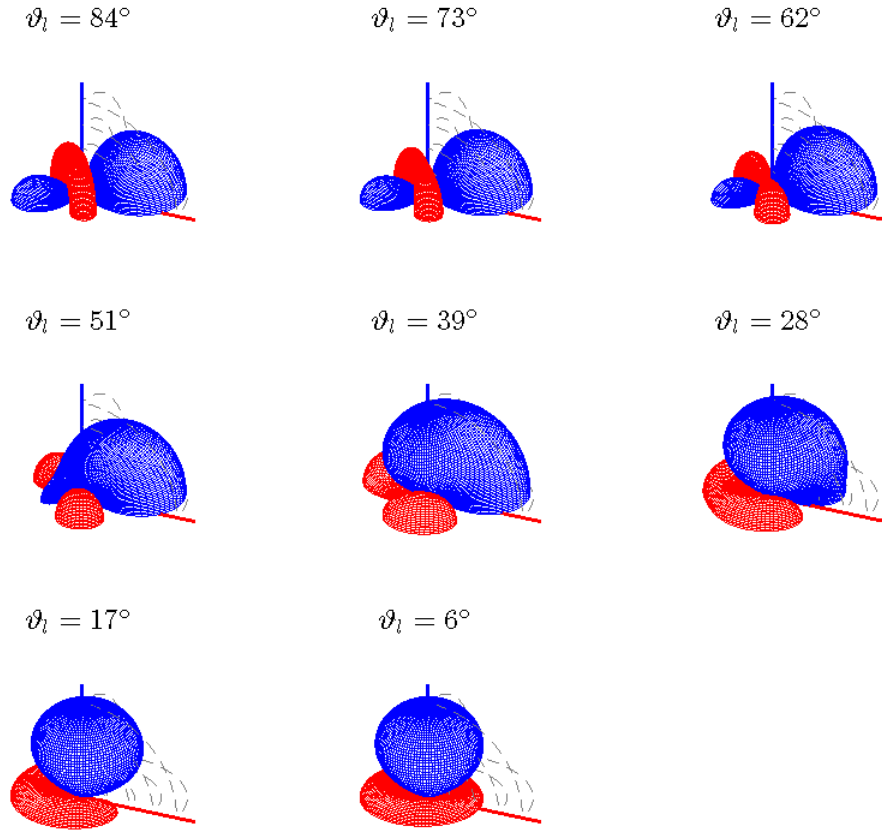 ϑₗ = 84°
ϑₗ = 73°
ϑₗ = 62°
ϑₗ = 51°
ϑₗ = 39°
ϑₗ = 28°
ϑₗ = 17°
ϑₗ = 6°